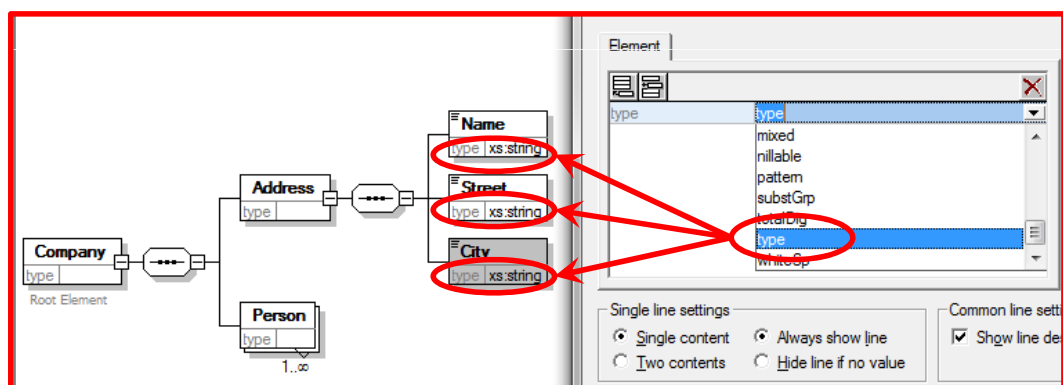 Company
type
Root Element
Address
type
Person
type
1..∞
Name
type xs:string
Street
type xs:string
City
type xs:string
Element
type type
mixed
nillable
pattern
substGrp
totalDig
type
whiteSp
Single line settings
Single content
Two contents
Always show line
Hide line if no value
Common line setti
Show line de